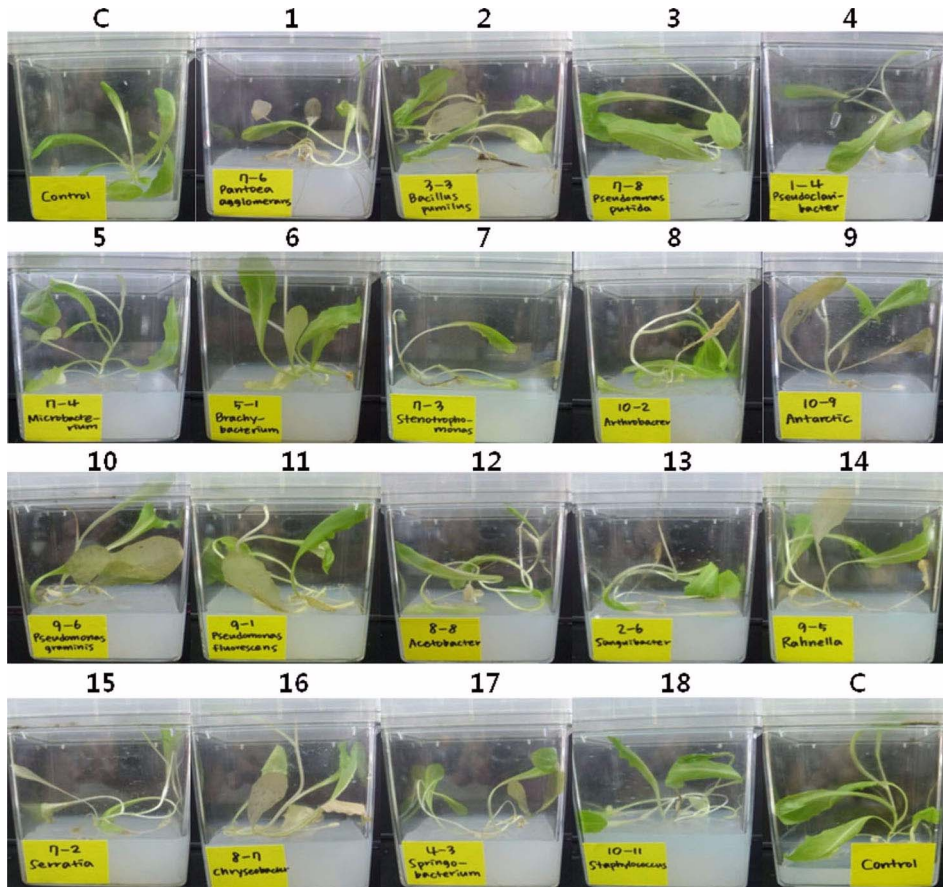 C 1 2 3 4
Control
7-6
Pantoea
agglomerans
3-3
Bacillus
pumilus
7-8
Pseudomonas
putida
1-4
Pseudoclavi-
bacter
5 6 7 8 9
7-4
Microbacte-
rium
5-1
Brachy-
bacterium
7-3
Stenotropho-
monas
10-2
Arthrobacter
10-9
Antarctic
10 11 12 13 14
9-6
Pseudomonas
graminis
9-1
Pseudomonas
fluorescans
8-8
Acetobacter
2-6
Sanguibacter
9-5
Rahnella
15 16 17 18 C
7-2
Serratia
8-7
Chryseobacter
4-3
Springo-
bacterium
10-11
Staphylococcus
Control